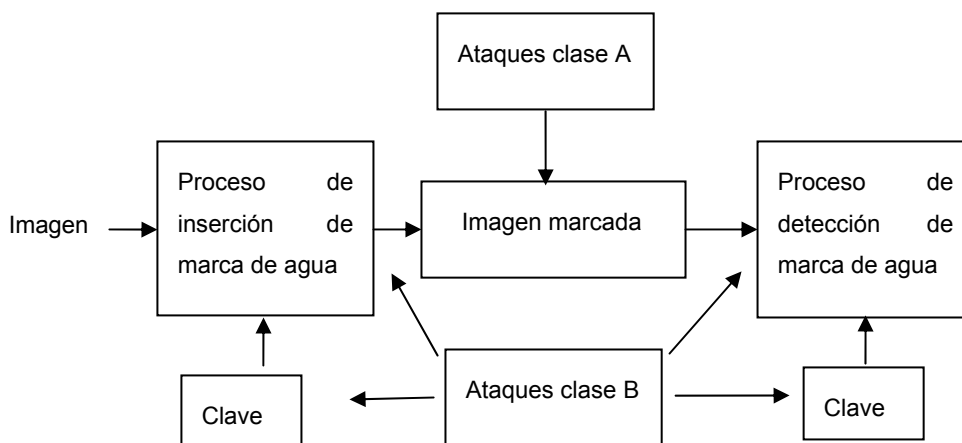 Ataques clase A
Proceso de
inserción de
marca de agua
Proceso de
detección de
marca de agua
Imagen
Imagen marcada
Ataques clase B
Clave
Clave